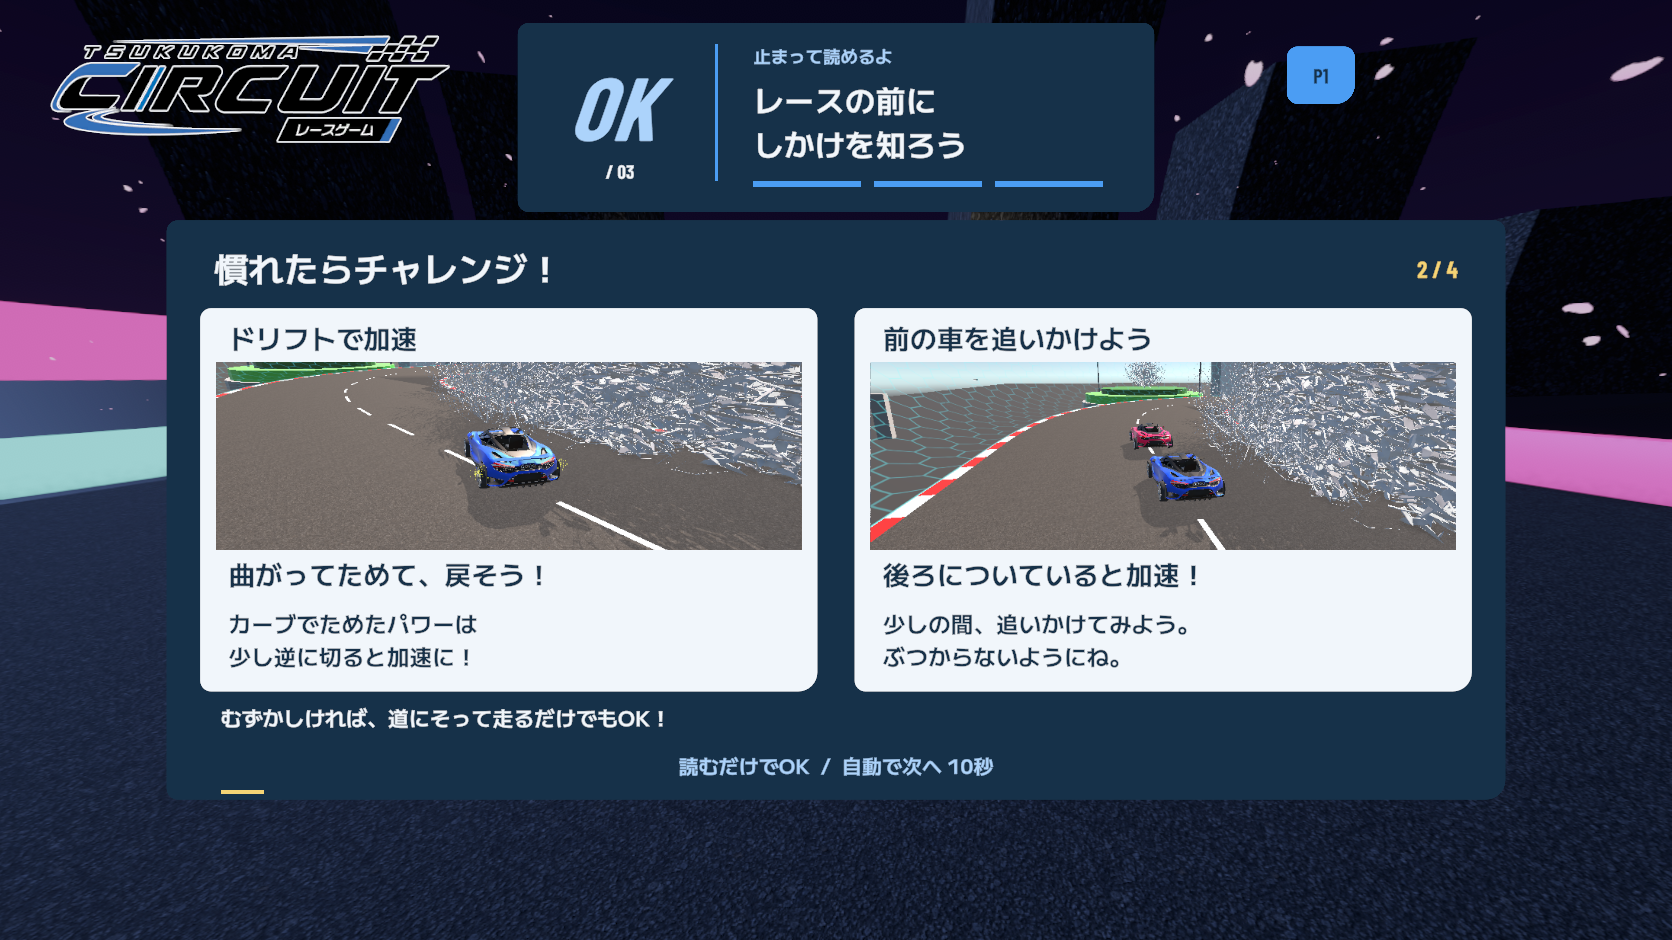 TSUKUKOMA
CIRCUIT
レースゲーム
OK
/ 03
止まって読めるよ
レースの前に
しかけを知ろう
P1
慣れたらチャレンジ！
2 / 4
ドリフトで加速
曲がってためて、戻そう！
カーブでためたパワーは
少し逆に切ると加速に！
前の車を追いかけよう
後ろについていると加速！
少しの間、追いかけてみよう。
ぶつからないようにね。
むずかしければ、道にそって走るだけでもOK！
読むだけでOK / 自動で次へ 10秒